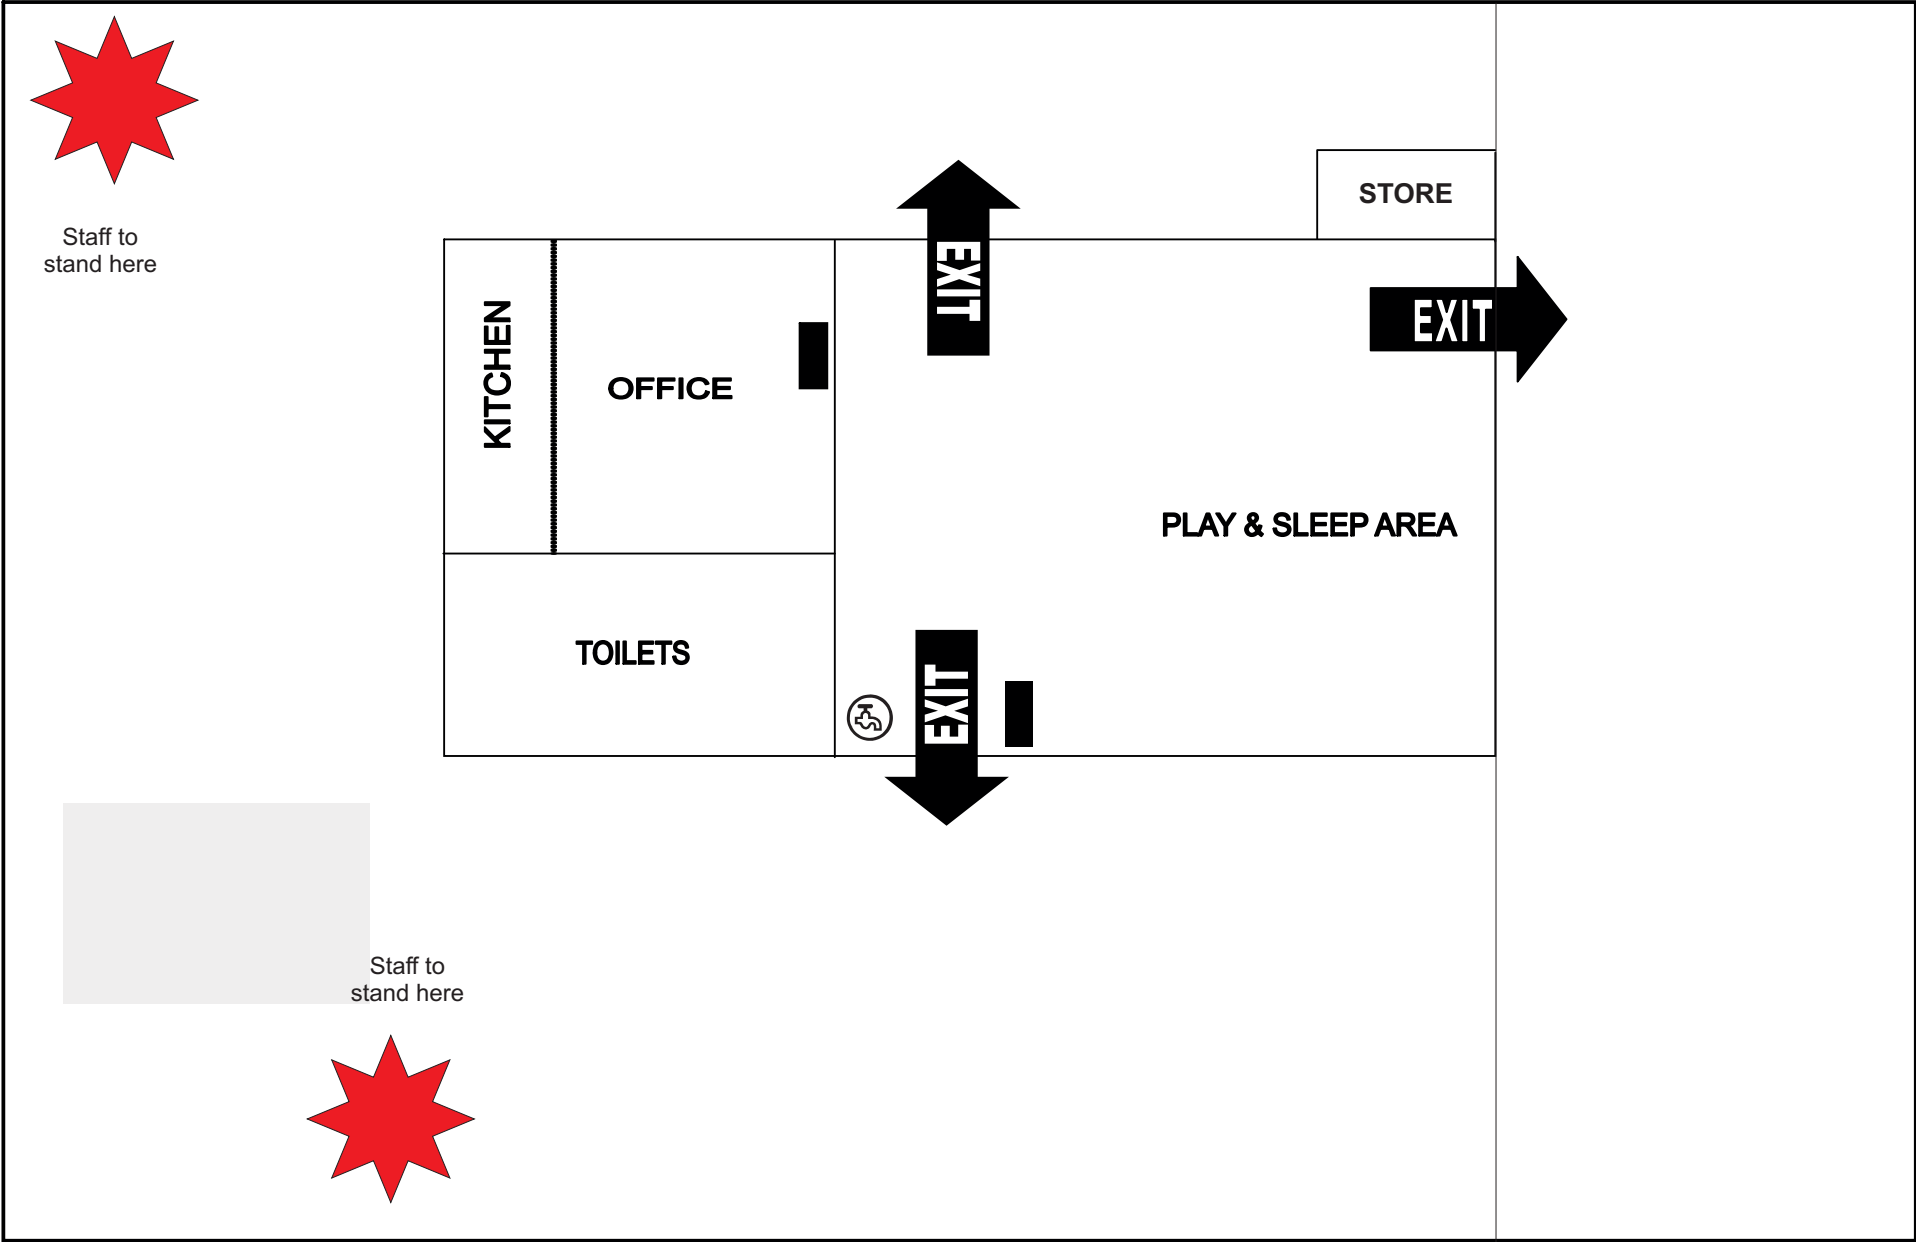 STORE
Staff to
stand here
EXIT
EXIT
KITCHEN
OFFICE
PLAY & SLEEP AREA
TOILETS
EXIT
Staff to
stand here